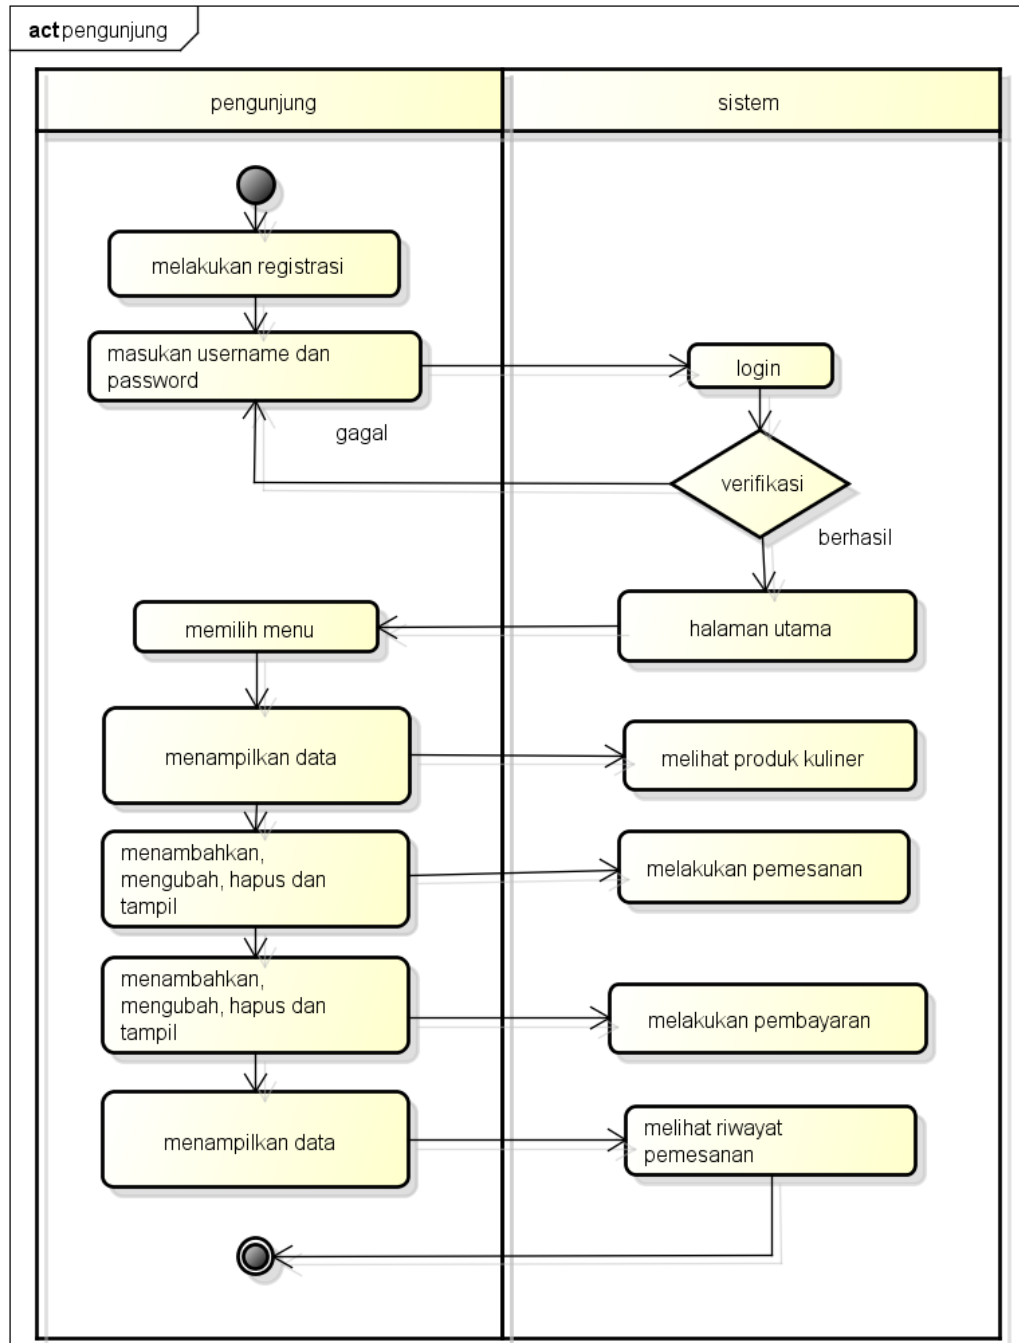 act pengunjung
pengunjung
sistem
melakukan registrasi
masukan username dan
password
login
gagal
verifikasi
berhasil
memilih menu
halaman utama
menampilkan data
melihat produk kuliner
menambahkan,
mengubah, hapus dan
tampil
melakukan pemesanan
menambahkan,
mengubah, hapus dan
tampil
melakukan pembayaran
menampilkan data
melihat riwayat
pemesanan